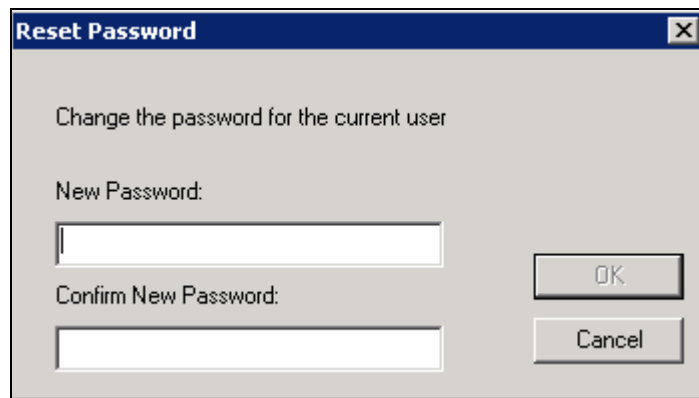 Reset Password
Change the password for the current user
New Password:
OK
Confirm New Password:
Cancel